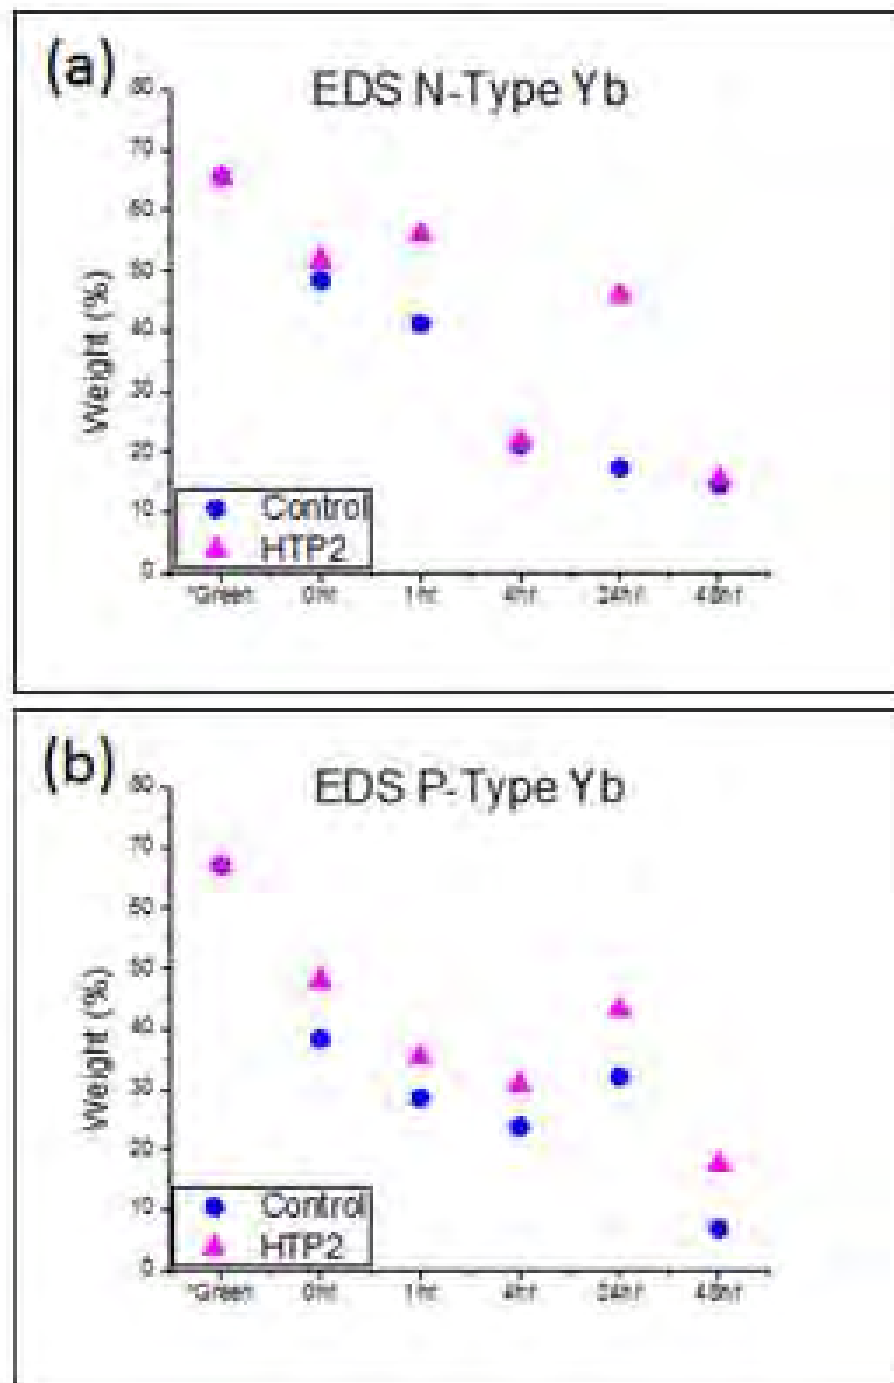 (a)
EDS N-Type Yb
80
70
60
50
40
30
20
10
0
Weight (%)
Control
HTP2
*Green 0hr 1hr 4hr 24hr 48hr
(b)
EDS P-Type Yb
80
70
60
50
40
30
20
10
0
Weight (%)
Control
HTP2
*Green 0hr 1hr 4hr 24hr 48hr